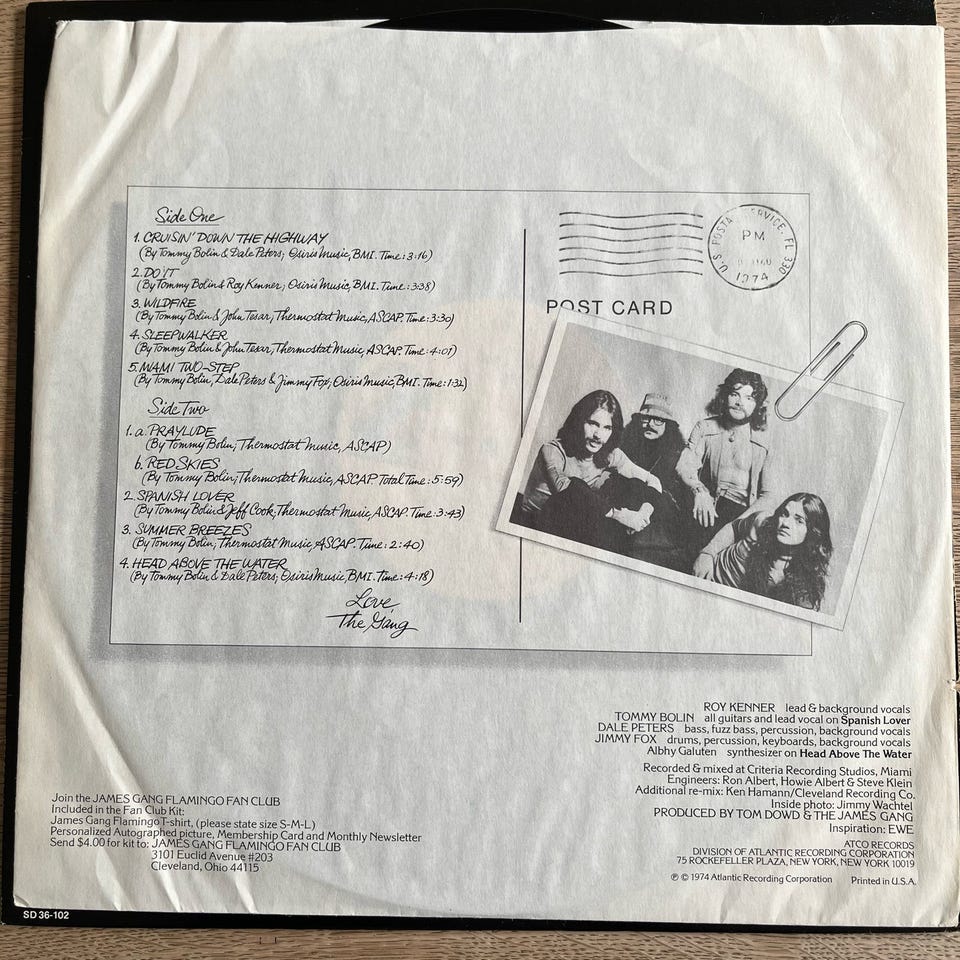 Side One
1. CRUISIN' DOWN THE HIGHWAY
(By Tommy Bolin & Dale Peters; Osiris Music, BMI. Time: 3:16)
2. DO IT
(By Tommy Bolin & Roy Kenner; Osiris Music, BMI. Time: 3:38)
3. WILDFIRE
(By Tommy Bolin & John Tesar, Thermostat Music, ASCAP. Time: 3:30)
4. SLEEPWALKER
(By Tommy Bolin & John Tesar, Thermostat Music, ASCAP. Time: 4:01)
5. MIAMI TWO-STEP
(By Tommy Bolin, Dale Peters & Jimmy Fox; Osiris Music, BMI. Time: 1:32)
Side Two
1. a. PRAYLUDE
(By Tommy Bolin; Thermostat Music, ASCAP)
b. RED SKIES
(By Tommy Bolin; Thermostat Music, ASCAP Total Time: 5:59)
2. SPANISH LOVER
(By Tommy Bolin & Jeff Cook, Thermostat Music, ASCAP. Time: 3:43)
3. SUMMER BREEZES
(By Tommy Bolin; Thermostat Music, ASCAP. Time: 2:40)
4. HEAD ABOVE THE WATER
(By Tommy Bolin & Dale Peters; Osiris Music, BMI. Time: 4:18)
Love,
The Gang
U.S. POSTA RVICE, FL 330
PM
1974
POST CARD
ROY KENNER lead & background vocals
TOMMY BOLIN all guitars and lead vocal on Spanish Lover
DALE PETERS bass, fuzz bass, percussion, background vocals
JIMMY FOX drums, percussion, keyboards, background vocals
Albhy Galuten synthesizer on Head Above The Water
Recorded & mixed at Criteria Recording Studios, Miami
Engineers: Ron Albert, Howie Albert & Steve Klein
Additional re-mix: Ken Hamann/Cleveland Recording Co.
Inside photo: Jimmy Wachtel
PRODUCED BY TOM DOWD & THE JAMES GANG
Inspiration: EWE
ATCO RECORDS
DIVISION OF ATLANTIC RECORDING CORPORATION
75 ROCKEFELLER PLAZA, NEW YORK, NEW YORK 10019
℗ © 1974 Atlantic Recording Corporation Printed in U.S.A.
Join the JAMES GANG FLAMINGO FAN CLUB
Included in the Fan Club Kit:
James Gang Flamingo T-shirt, (please state size S-M-L)
Personalized Autographed picture, Membership Card and Monthly Newsletter
Send $4.00 for kit to: JAMES GANG FLAMINGO FAN CLUB
3101 Euclid Avenue #203
Cleveland, Ohio 44115
SD 36-102